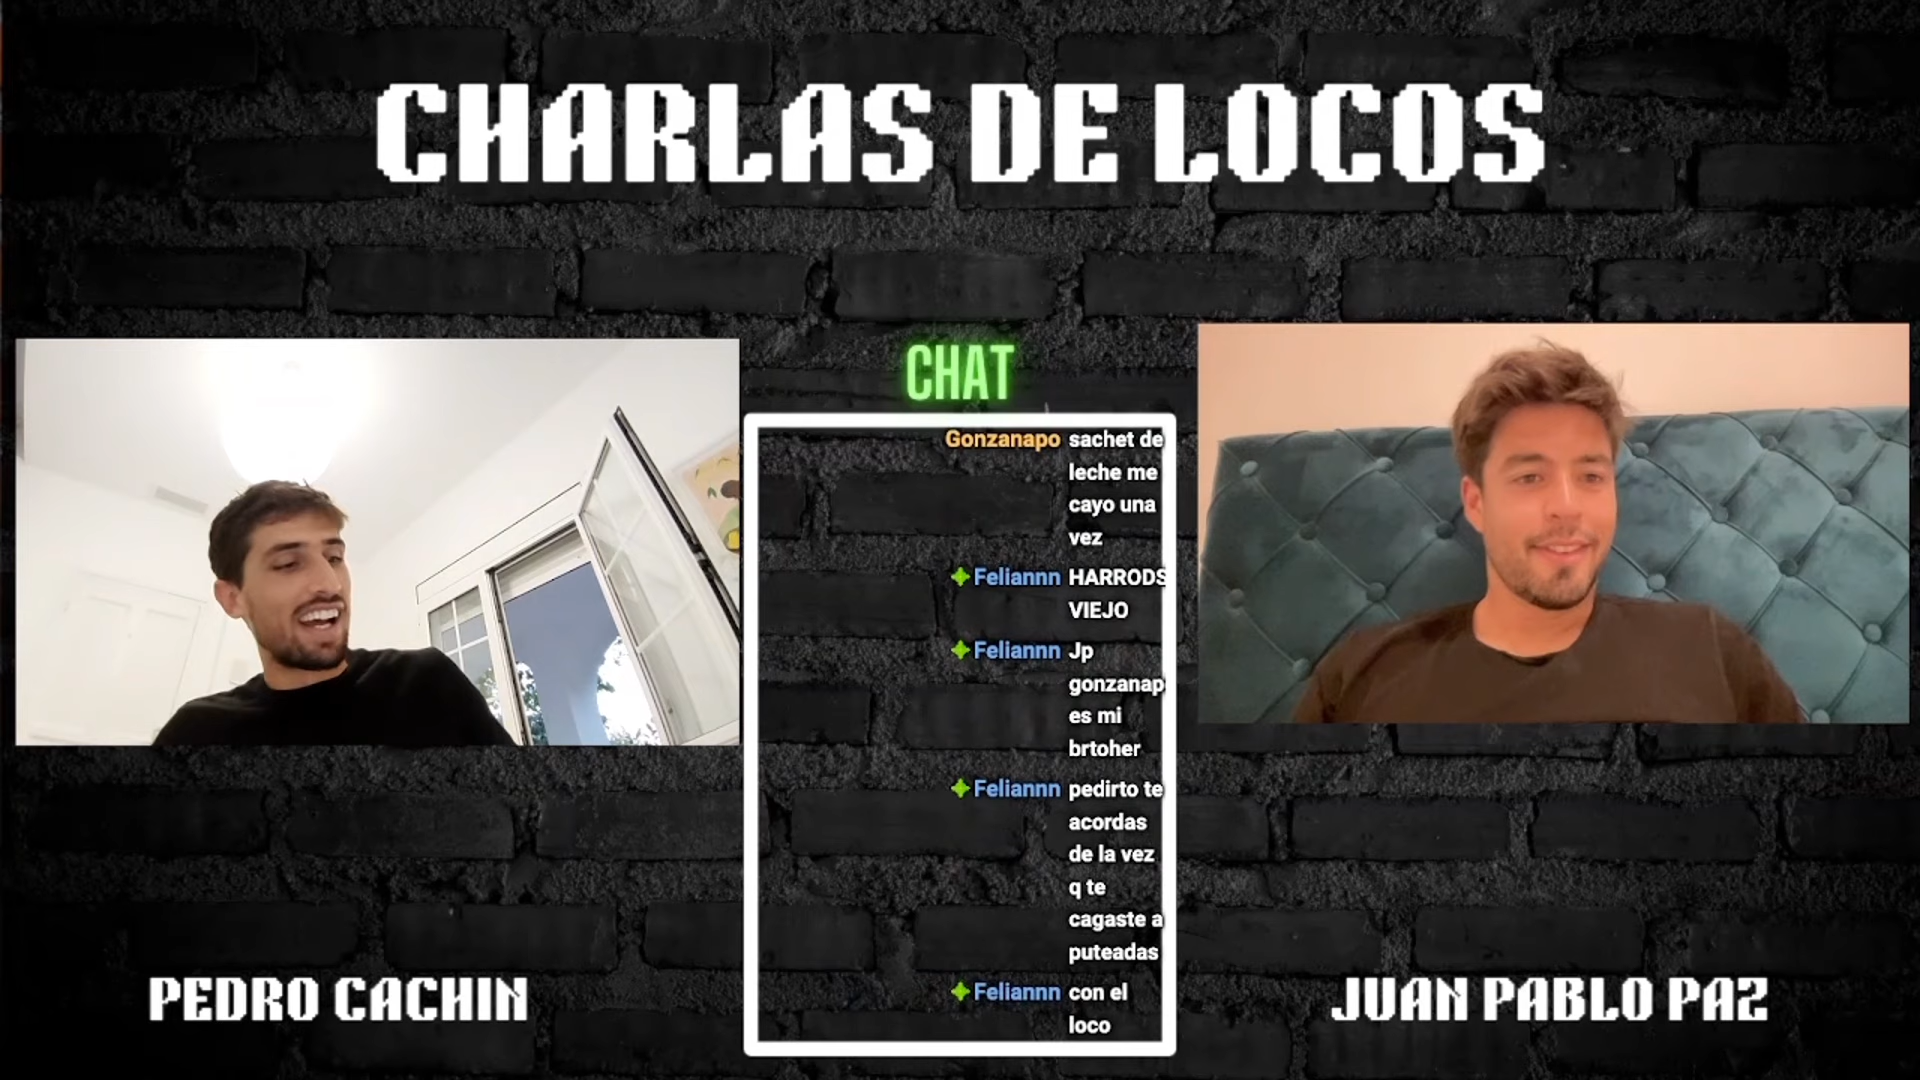 CHARLAS DE LOCOS
CHAT
Gonzanapo sachet de
leche me
cayo una
vez
Feliannn HARRODS
VIEJO
Feliannn Jp
gonzanap
es mi
brtoher
Feliannn pedirto te
acordas
de la vez
q te
cagaste a
puteadas
Feliannn con el
loco
PEDRO CACHIN
JUAN PABLO PAZ